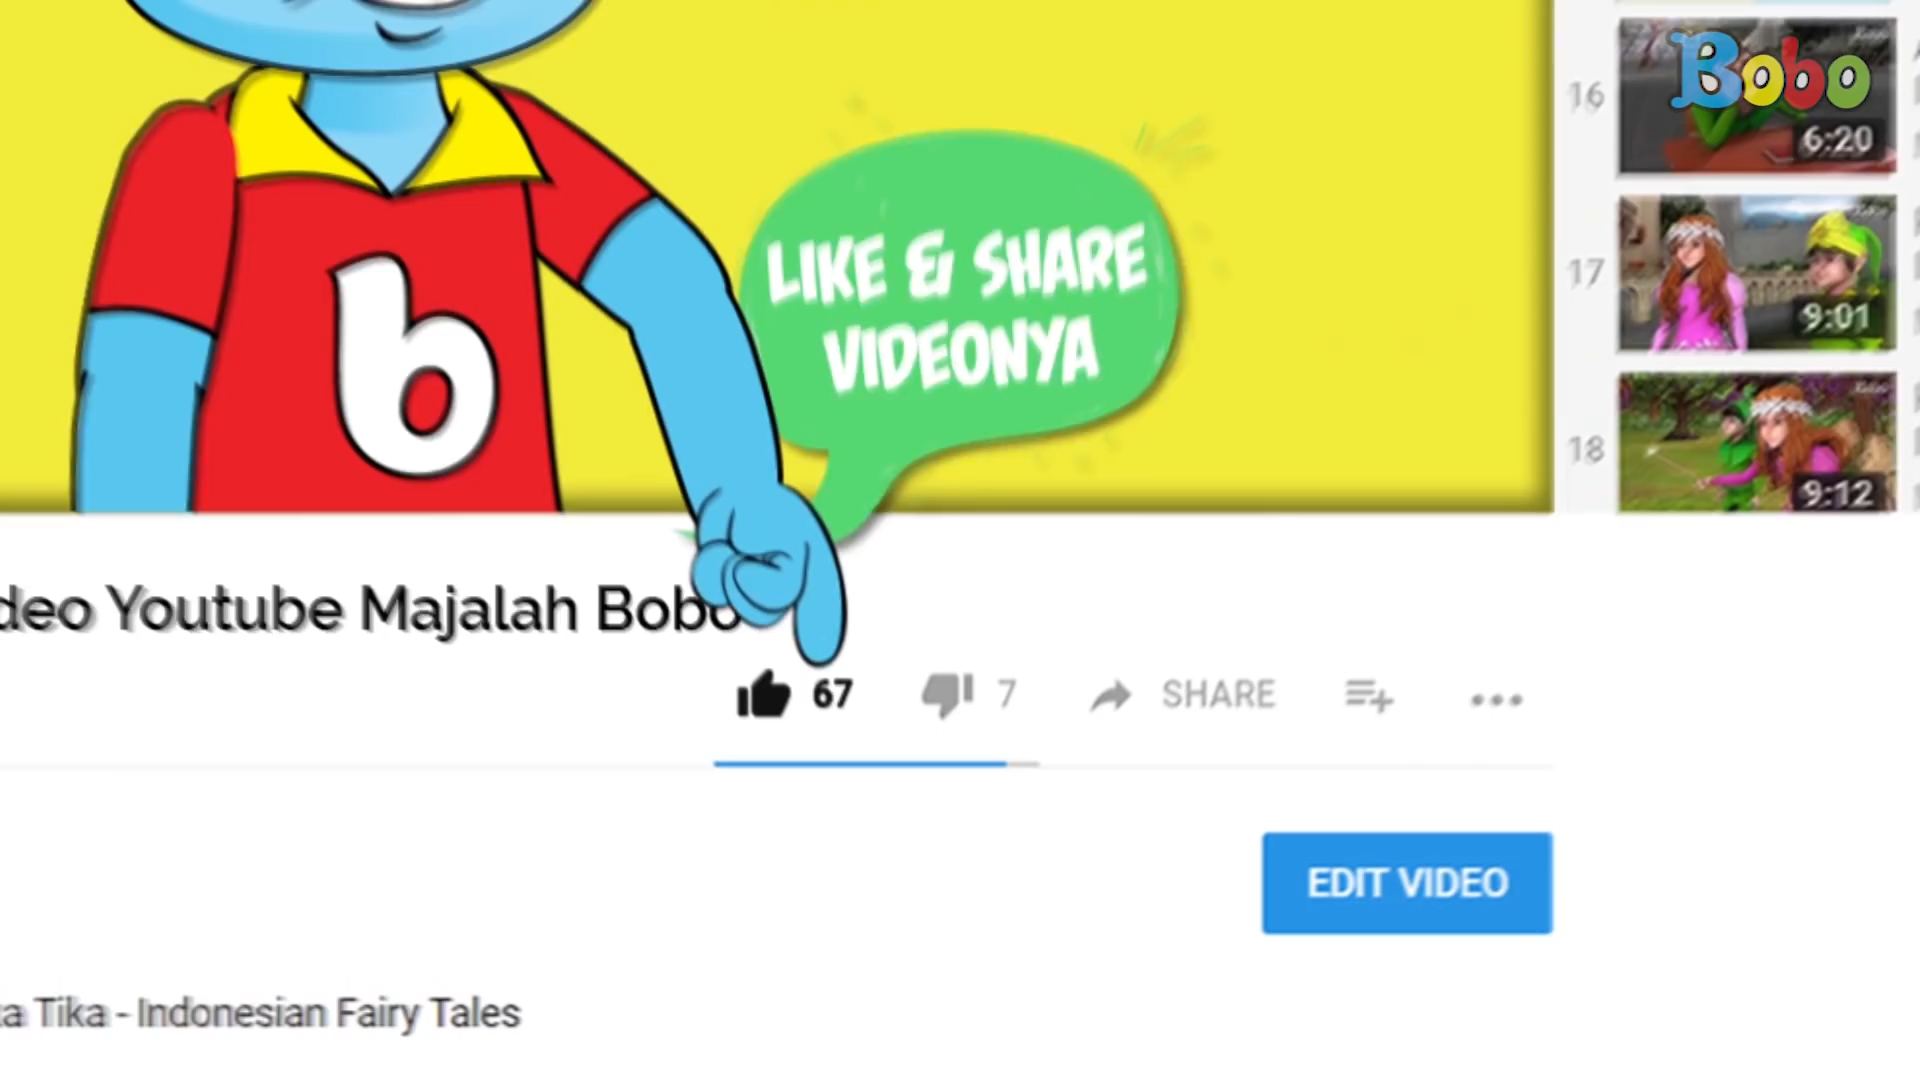 Bobo
16
6:20
17
9:01
18
9:12
b
LIKE & SHARE
VIDEONYA
Youtube Majalah Bobo
67
7
SHARE
EDIT VIDEO
Tika - Indonesian Fairy Tales